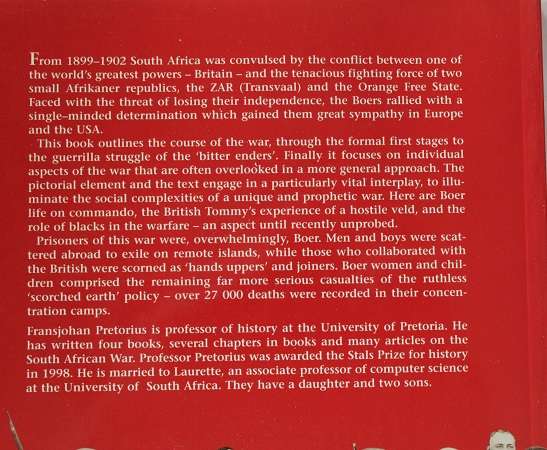 From 1899–1902 South Africa was convulsed by the conflict between one of
the world's greatest powers – Britain – and the tenacious fighting force of two
small Afrikaner republics, the ZAR (Transvaal) and the Orange Free State.
Faced with the threat of losing their independence, the Boers rallied with a
single–minded determination which gained them great sympathy in Europe
and the USA.
This book outlines the course of the war, through the formal first stages to
the guerrilla struggle of the 'bitter enders'. Finally it focuses on individual
aspects of the war that are often overlooked in a more general approach. The
pictorial element and the text engage in a particularly vital interplay, to illu-
minate the social complexities of a unique and prophetic war. Here are Boer
life on commando, the British Tommy's experience of a hostile veld, and the
role of blacks in the warfare – an aspect until recently unprobed.
Prisoners of this war were, overwhelmingly, Boer. Men and boys were scat-
tered abroad to exile on remote islands, while those who collaborated with
the British were scorned as 'hands uppers' and joiners. Boer women and chil-
dren comprised the remaining far more serious casualties of the ruthless
'scorched earth' policy – over 27 000 deaths were recorded in their concen-
tration camps.
Fransjohan Pretorius is professor of history at the University of Pretoria. He
has written four books, several chapters in books and many articles on the
South African War. Professor Pretorius was awarded the Stals Prize for history
in 1998. He is married to Laurette, an associate professor of computer science
at the University of South Africa. They have a daughter and two sons.